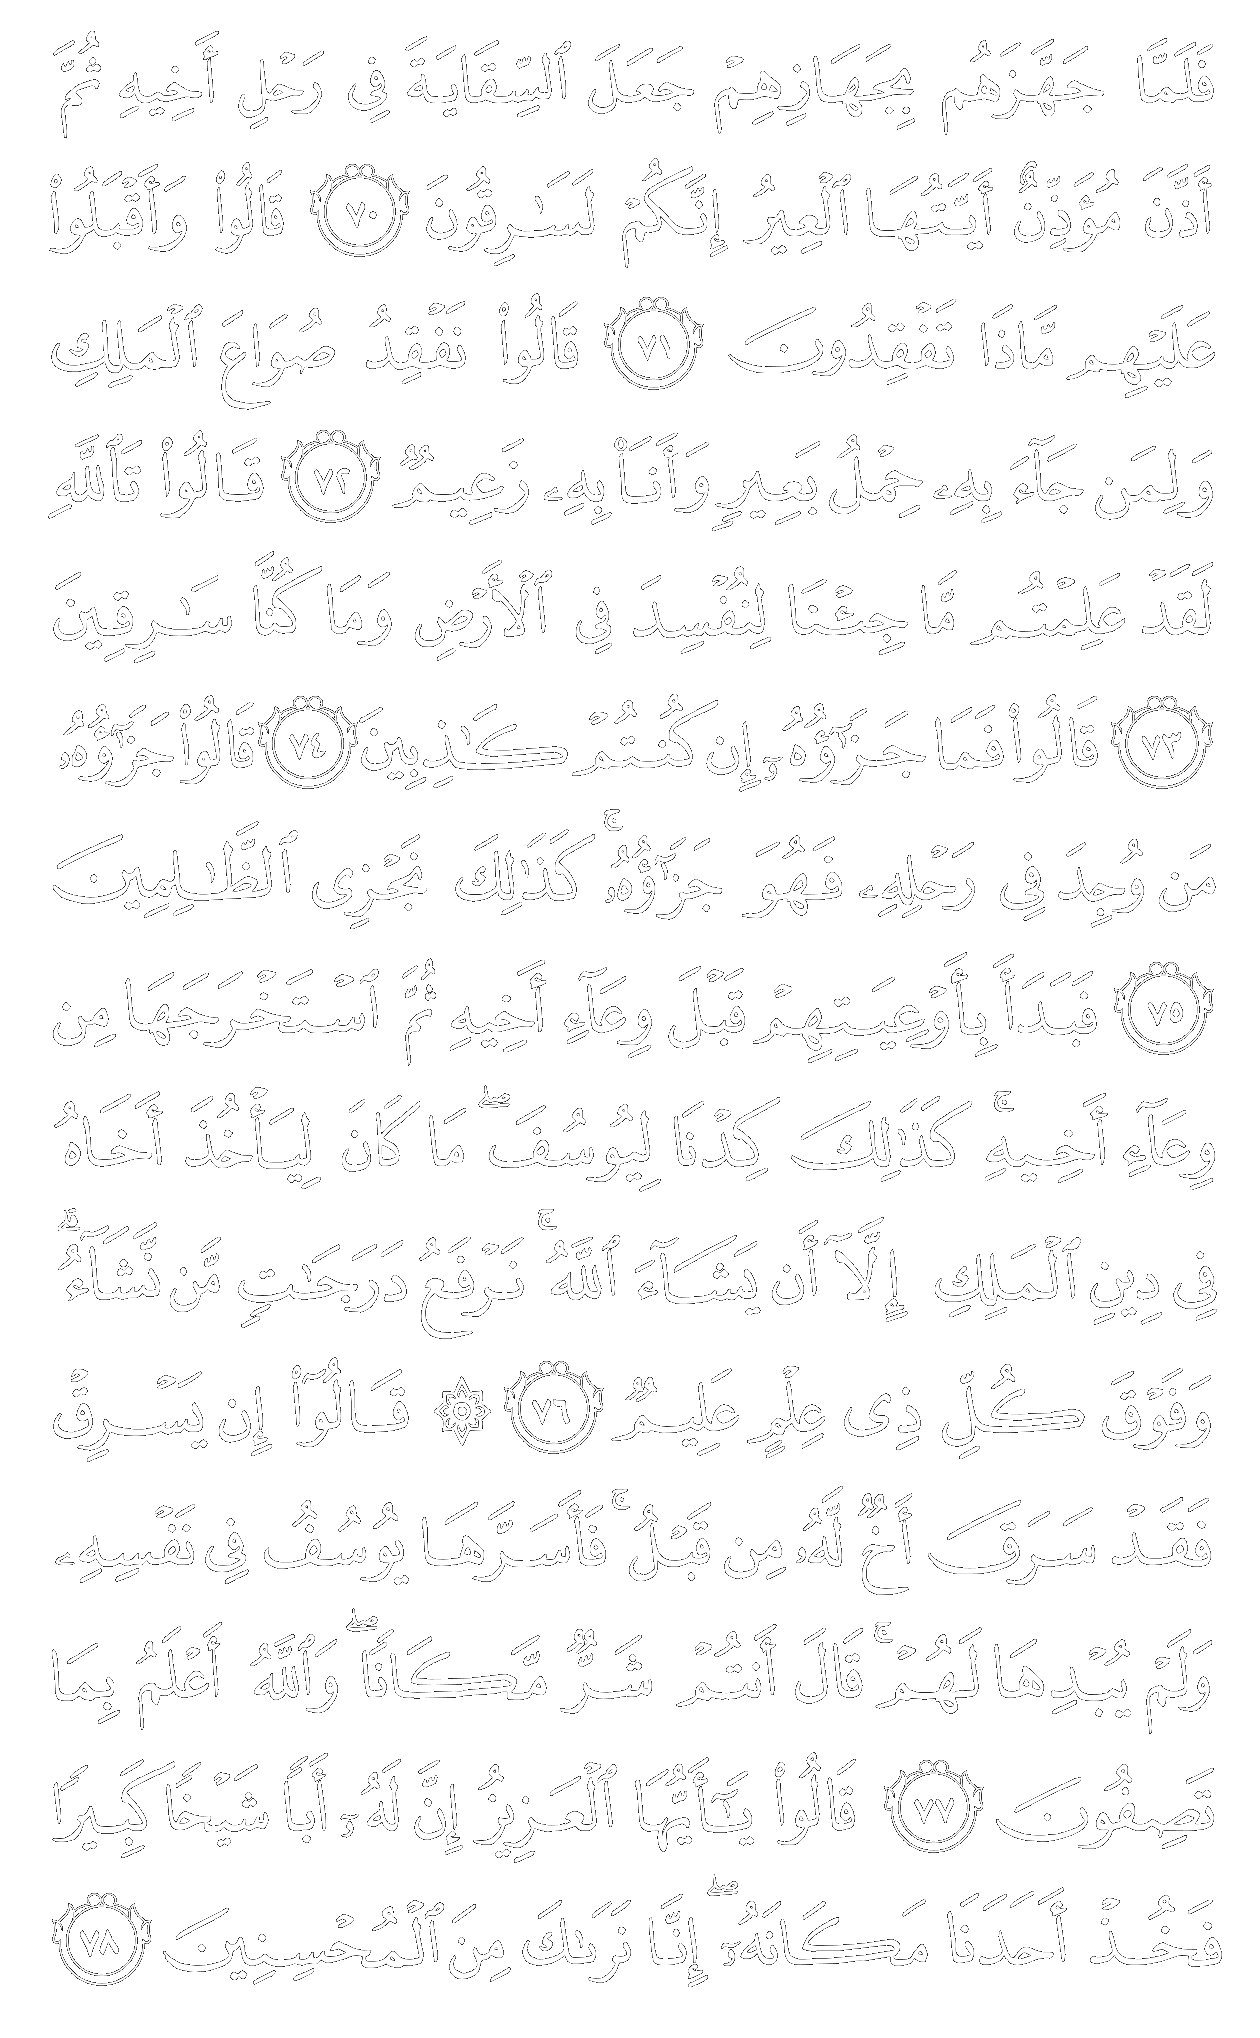 فَلَمَّا جَهَّزَهُم بِجَهَازِهِمْ جَعَلَ ٱلسِّقَايَةَ فِى رَحْلِ أَخِيهِ ثُمَّ
أَذَّنَ مُؤَذِّنٌ أَيَّتُهَا ٱلْعِيرُ إِنَّكُمْ لَسَـٰرِقُونَ ٧٠ قَالُوا۟ وَأَقْبَلُوا۟
عَلَيْهِم مَّاذَا تَفْقِدُونَ ٧١ قَالُوا۟ نَفْقِدُ صُوَاعَ ٱلْمَلِكِ
وَلِمَن جَآءَ بِهِۦ حِمْلُ بَعِيرٍ وَأَنَا۠ بِهِۦ زَعِيمٌ ٧٢ قَالُوا۟ تَٱللَّهِ
لَقَدْ عَلِمْتُم مَّا جِئْنَا لِنُفْسِدَ فِى ٱلْأَرْضِ وَمَا كُنَّا سَـٰرِقِينَ
٧٣ قَالُوا۟ فَمَا جَزَٰٓؤُهُۥٓ إِن كُنتُمْ كَـٰذِبِينَ ٧٤ قَالُوا۟ جَزَٰٓؤُهُۥ
مَن وُجِدَ فِى رَحْلِهِۦ فَهُوَ جَزَٰٓؤُهُۥ ۚ كَذَٰلِكَ نَجْزِى ٱلظَّـٰلِمِينَ
٧٥ فَبَدَأَ بِأَوْعِيَتِهِمْ قَبْلَ وِعَآءِ أَخِيهِ ثُمَّ ٱسْتَخْرَجَهَا مِن
وِعَآءِ أَخِيهِ ۚ كَذَٰلِكَ كِدْنَا لِيُوسُفَ ۖ مَا كَانَ لِيَأْخُذَ أَخَاهُ
فِى دِينِ ٱلْمَلِكِ إِلَّآ أَن يَشَآءَ ٱللَّهُ ۚ نَرْفَعُ دَرَجَـٰتٍ مَّن نَّشَآءُ ۗ
وَفَوْقَ كُلِّ ذِى عِلْمٍ عَلِيمٌ ٧٦ ۞ قَالُوٓا۟ إِن يَسْرِقْ
فَقَدْ سَرَقَ أَخٌ لَّهُۥ مِن قَبْلُ ۚ فَأَسَرَّهَا يُوسُفُ فِى نَفْسِهِۦ
وَلَمْ يُبْدِهَا لَهُمْ ۚ قَالَ أَنتُمْ شَرٌّ مَّكَانًا ۖ وَٱللَّهُ أَعْلَمُ بِمَا
تَصِفُونَ ٧٧ قَالُوا۟ يَـٰٓأَيُّهَا ٱلْعَزِيزُ إِنَّ لَهُۥٓ أَبًا شَيْخًا كَبِيرًا
فَخُذْ أَحَدَنَا مَكَانَهُۥٓ ۖ إِنَّا نَرَىٰكَ مِنَ ٱلْمُحْسِنِينَ ٧٨